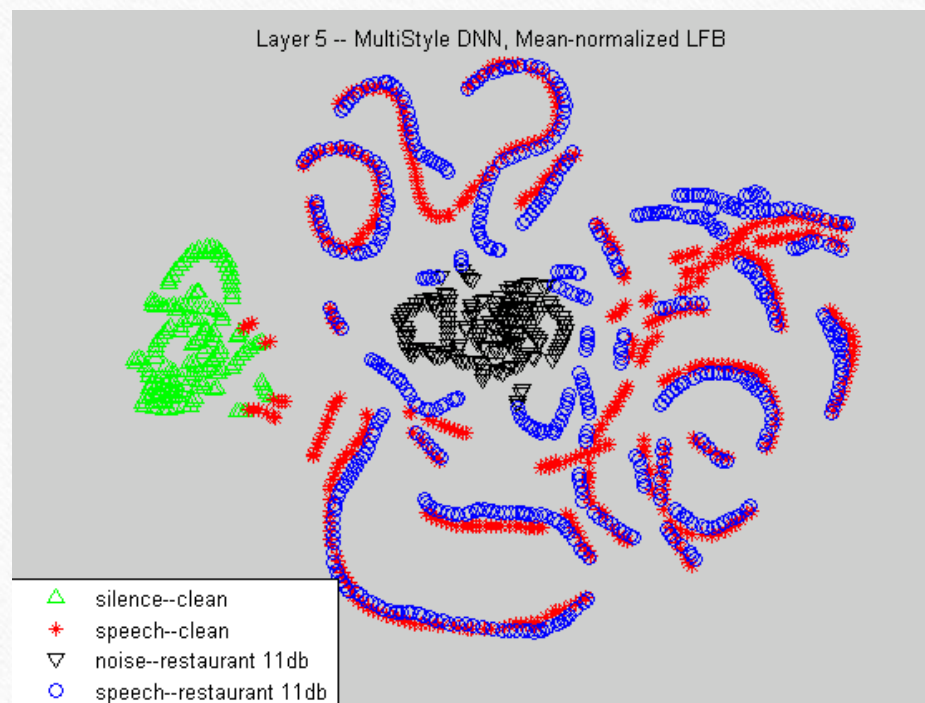 Layer 5 -- MultiStyle DNN, Mean-normalized LFB
silence--clean
speech--clean
noise--restaurant 11db
speech--restaurant 11db